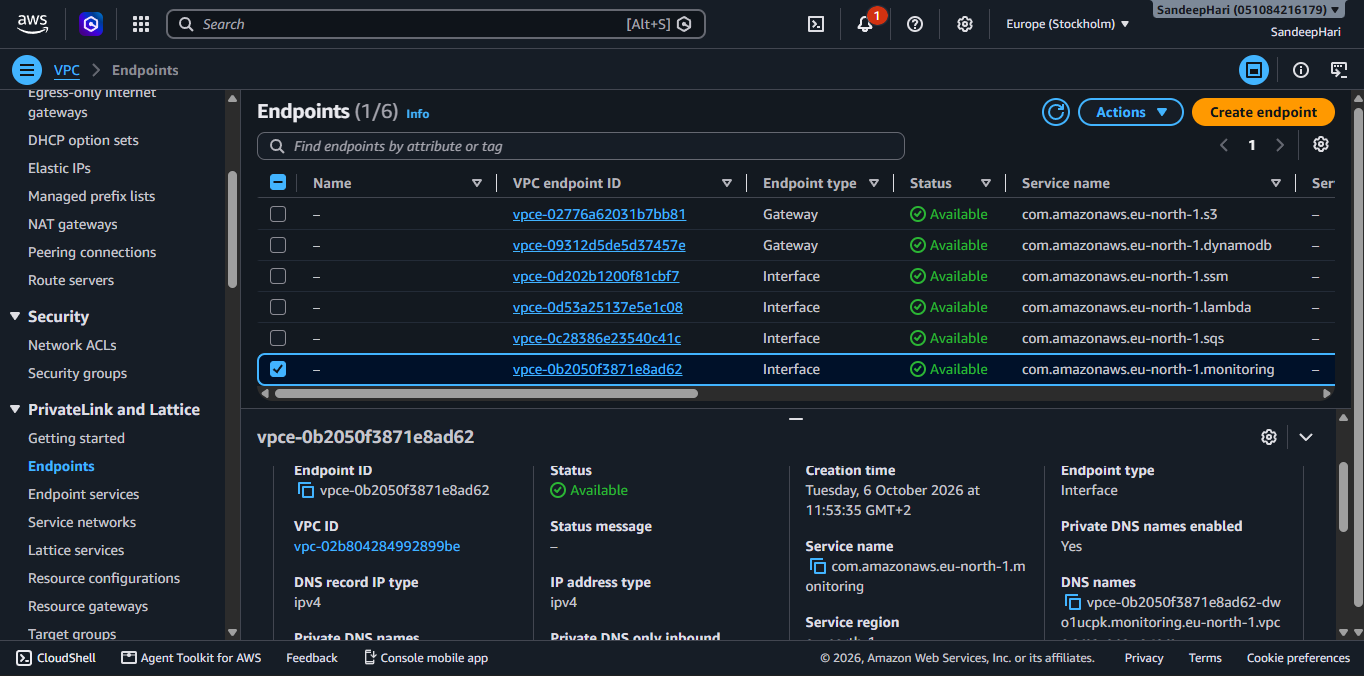 aws
Search [Alt+S]
1
Europe (Stockholm)
SandeepHari (051084216179)
SandeepHari
VPC > Endpoints
Egress-only internet
gateways
DHCP option sets
Elastic IPs
Managed prefix lists
NAT gateways
Peering connections
Route servers
Security
Network ACLs
Security groups
PrivateLink and Lattice
Getting started
Endpoints
Endpoint services
Service networks
Lattice services
Resource configurations
Resource gateways
Target groups
Endpoints (1/6) Info
Actions
Create endpoint
Find endpoints by attribute or tag
1
Name VPC endpoint ID Endpoint type Status Service name Ser
– vpce-02776a62031b7bb81 Gateway Available com.amazonaws.eu-north-1.s3 –
– vpce-09312d5de5d37457e Gateway Available com.amazonaws.eu-north-1.dynamodb –
– vpce-0d202b1200f81cbf7 Interface Available com.amazonaws.eu-north-1.ssm –
– vpce-0d53a25137e5e1c08 Interface Available com.amazonaws.eu-north-1.lambda –
– vpce-0c28386e23540c41c Interface Available com.amazonaws.eu-north-1.sqs –
– vpce-0b2050f3871e8ad62 Interface Available com.amazonaws.eu-north-1.monitoring –
vpce-0b2050f3871e8ad62
Endpoint ID
vpce-0b2050f3871e8ad62
VPC ID
vpc-02b804284992899be
DNS record IP type
ipv4
Private DNS names
Status
Available
Status message
–
IP address type
ipv4
Private DNS only inbound
Creation time
Tuesday, 6 October 2026 at
11:53:35 GMT+2
Service name
com.amazonaws.eu-north-1.m
onitoring
Service region
Endpoint type
Interface
Private DNS names enabled
Yes
DNS names
vpce-0b2050f3871e8ad62-dw
o1ucpk.monitoring.eu-north-1.vpc
CloudShell
Agent Toolkit for AWS
Feedback
Console mobile app
© 2026, Amazon Web Services, Inc. or its affiliates.
Privacy
Terms
Cookie preferences